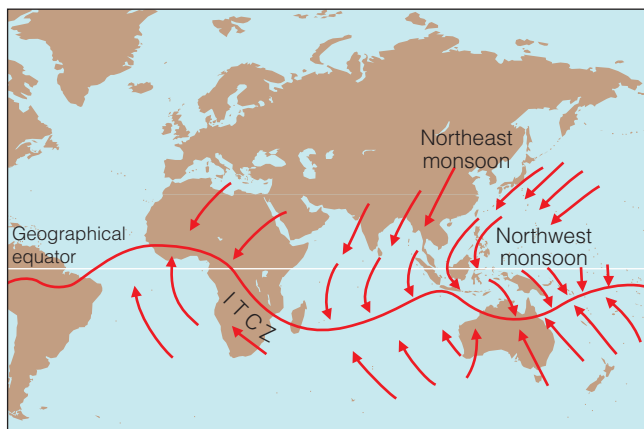 Northeast
monsoon
Geographical
equator
Northwest
monsoon
ITCZ